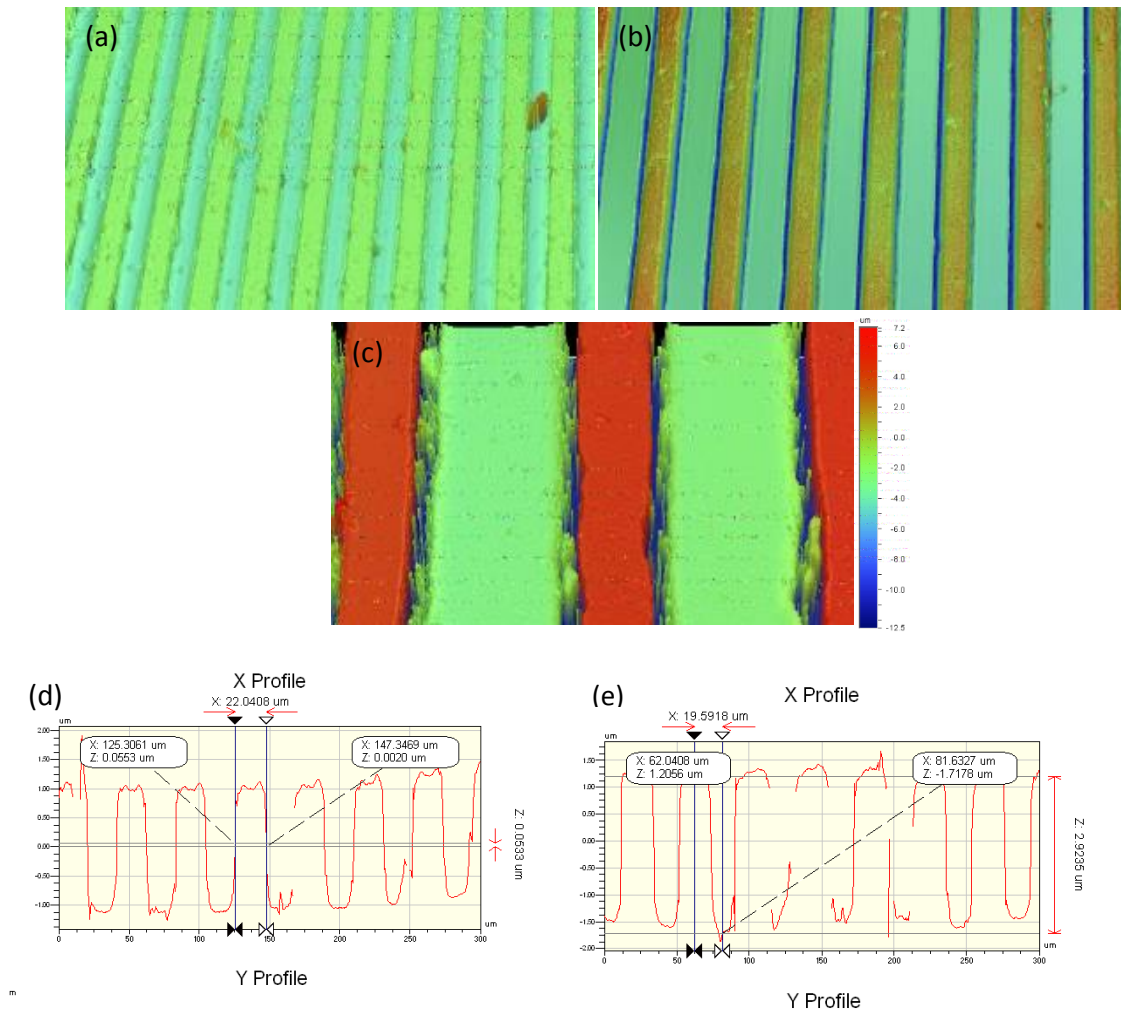 (a)
(b)
(c)
um
7.2
6.0
4.0
2.0
-0.0
-2.0
-4.0
-6.0
-8.0
-10.0
-12.5
(d)
X Profile
X: 22.0408 um
um
2.00
1.50
1.00
0.50
0.00
-0.50
-1.00
X: 125.3061 um
Z: 0.0553 um
X: 147.3469 um
Z: 0.0020 um
Z: 0.0533 um
um
0
50
100
150
200
250
300
Y Profile
m
(e)
X Profile
X: 19.5918 um
um
1.00
0.50
0.00
-0.50
-1.00
-2.00
X: 62.0408 um
Z: 1.2056 um
X: 81.6327 um
Z: -1.7178 um
Z: 2.9235 um
um
0
50
100
150
200
250
300
Y Profile